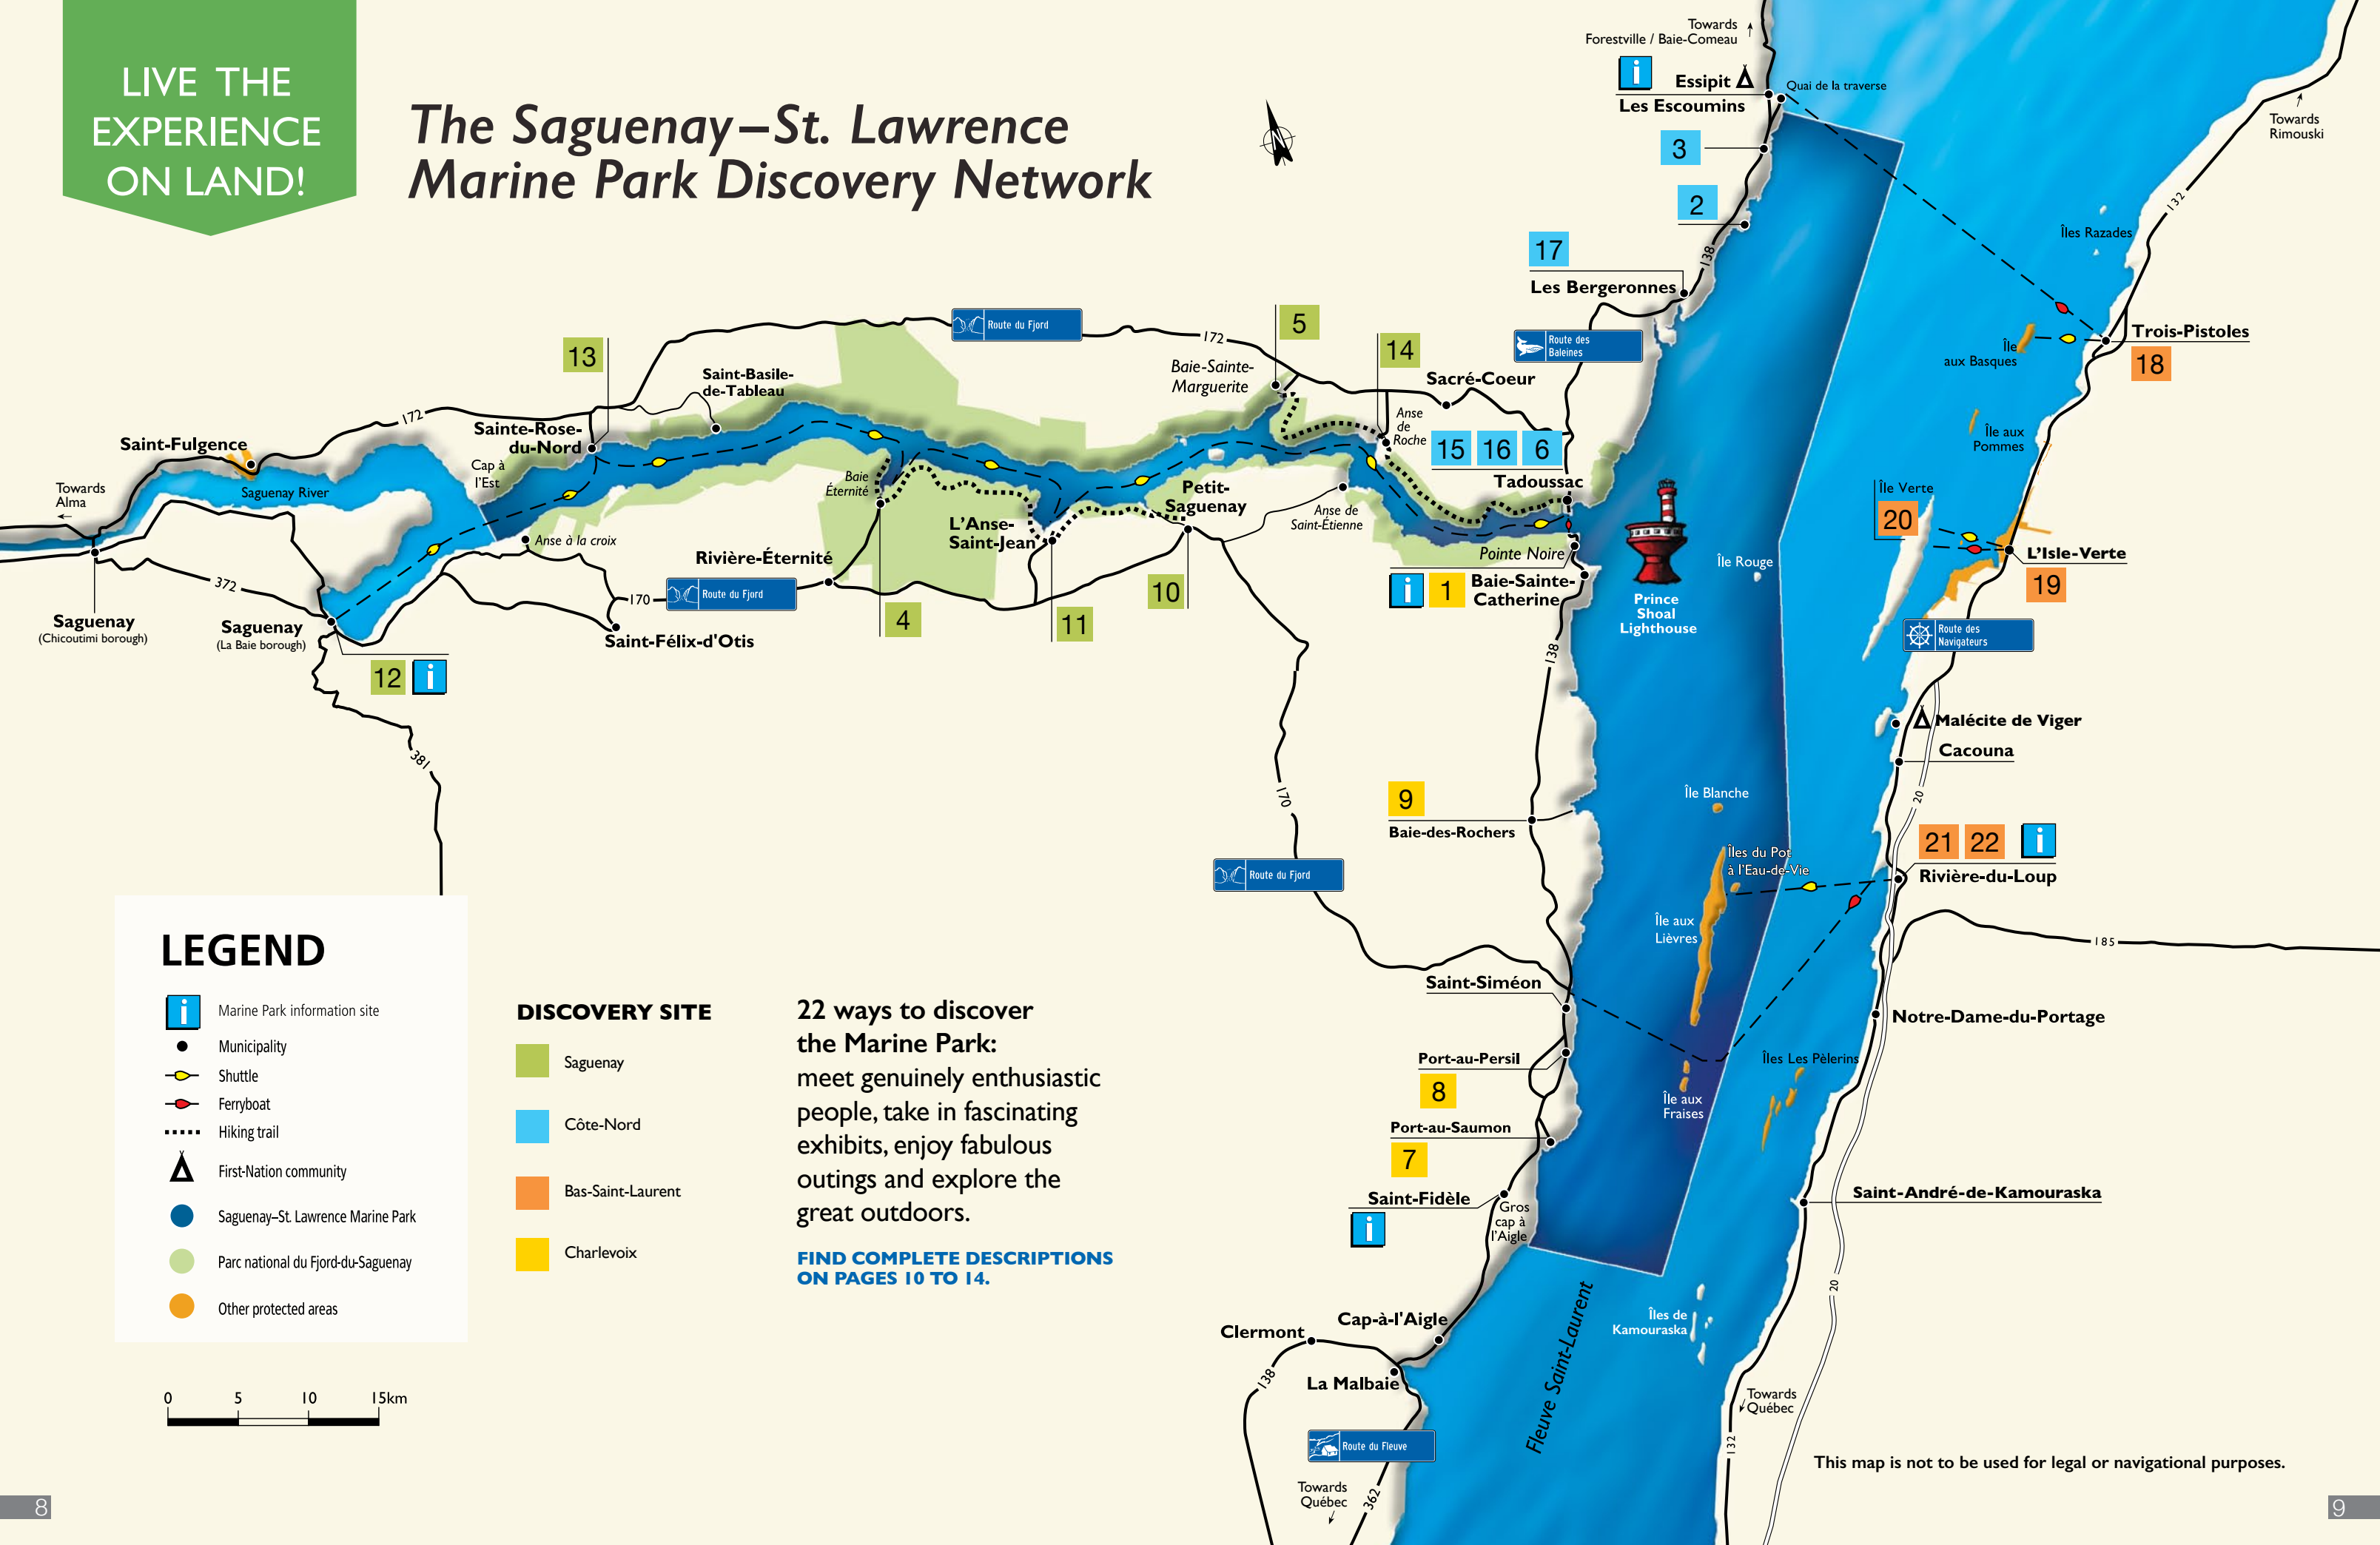 LIVE THE
EXPERIENCE
ON LAND!
The Saguenay–St. Lawrence
Marine Park Discovery Network
Towards
Forestville / Baie-Comeau
i
Essipit
Les Escoumins
Quai de la traverse
Towards
Rimouski
3
2
132
138
Îles Razades
17
Les Bergeronnes
Route des
Baleines
Trois-Pistoles
18
Île
aux Basques
Île aux
Pommes
Route du Fjord
172
5
14
13
Baie-Sainte-
Marguerite
Sacré-Coeur
Saint-Basile-
de-Tableau
172
Sainte-Rose-
du-Nord
Saint-Fulgence
Cap à
l'Est
Anse
de
Roche
15
16
6
Tadoussac
Towards
Alma
Saguenay River
Baie
Éternité
Petit-
Saguenay
Anse de
Saint-Étienne
L'Anse-
Saint-Jean
Anse à la croix
Rivière-Éternité
Pointe Noire
Île Verte
20
L'Isle-Verte
19
Île Rouge
Prince
Shoal
Lighthouse
i
1
Baie-Sainte-
Catherine
372
170
Route du Fjord
10
4
11
Saguenay
(Chicoutimi borough)
Saguenay
(La Baie borough)
Saint-Félix-d'Otis
12
i
Route des
Navigateurs
138
381
Malécite de Viger
Cacouna
170
20
9
Baie-des-Rochers
Île Blanche
21
22
i
Rivière-du-Loup
Îles du Pot
à l'Eau-de-Vie
Route du Fjord
Île aux
Lièvres
185
Saint-Siméon
Notre-Dame-du-Portage
Port-au-Persil
8
Îles Les Pèlerins
Île aux
Fraises
Port-au-Saumon
7
Saint-Fidèle
i
Gros
cap à
l'Aigle
Saint-André-de-Kamouraska
20
Îles de
Kamouraska
Fleuve Saint-Laurent
Cap-à-l'Aigle
Clermont
138
La Malbaie
Route du Fleuve
Towards
Québec
362
Towards
Québec
132
LEGEND
i
Marine Park information site
Municipality
Shuttle
Ferryboat
Hiking trail
First-Nation community
Saguenay–St. Lawrence Marine Park
Parc national du Fjord-du-Saguenay
Other protected areas
0 5 10 15km
DISCOVERY SITE
Saguenay
Côte-Nord
Bas-Saint-Laurent
Charlevoix
22 ways to discover
the Marine Park:
meet genuinely enthusiastic
people, take in fascinating
exhibits, enjoy fabulous
outings and explore the
great outdoors.
FIND COMPLETE DESCRIPTIONS
ON PAGES 10 TO 14.
This map is not to be used for legal or navigational purposes.
8
9